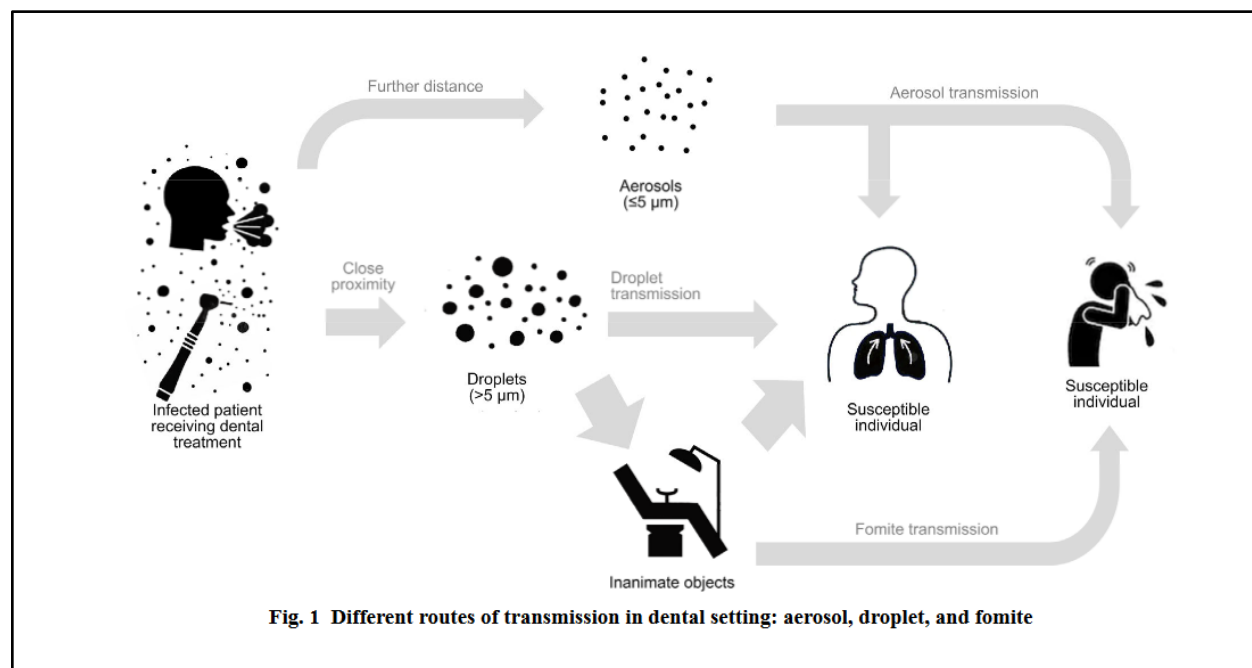 Further distance
Aerosol transmission
Aerosols
(≤5 μm)
Close
proximity
Droplet
transmission
Droplets
(>5 μm)
Infected patient
receiving dental
treatment
Susceptible
individual
Susceptible
individual
Fomite transmission
Inanimate objects
Fig. 1 Different routes of transmission in dental setting: aerosol, droplet, and fomite